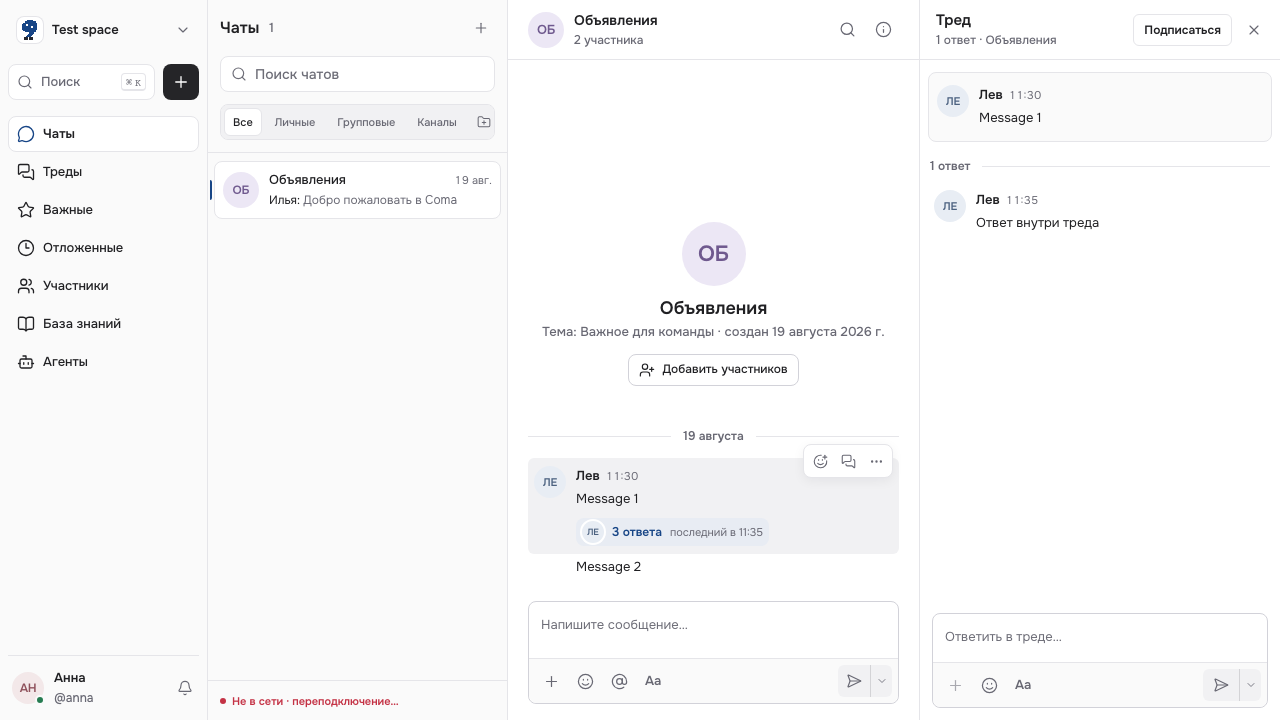 Test space
Поиск
⌘ K
Чаты
Треды
Важные
Отложенные
Участники
База знаний
Агенты
АН
Анна
@anna
Чаты 1
Поиск чатов
Все Личные Групповые Каналы
ОБ
Объявления 19 авг.
Илья: Добро пожаловать в Coma
Не в сети · переподключение...
ОБ
Объявления
2 участника
ОБ
Объявления
Тема: Важное для команды · создан 19 августа 2026 г.
Добавить участников
19 августа
ЛЕ
Лев 11:30
Message 1
ЛЕ 3 ответа последний в 11:35
Message 2
Напишите сообщение...
Aa
Тред
1 ответ · Объявления
Подписаться
ЛЕ
Лев 11:30
Message 1
1 ответ
ЛЕ
Лев 11:35
Ответ внутри треда
Ответить в треде...
Aa